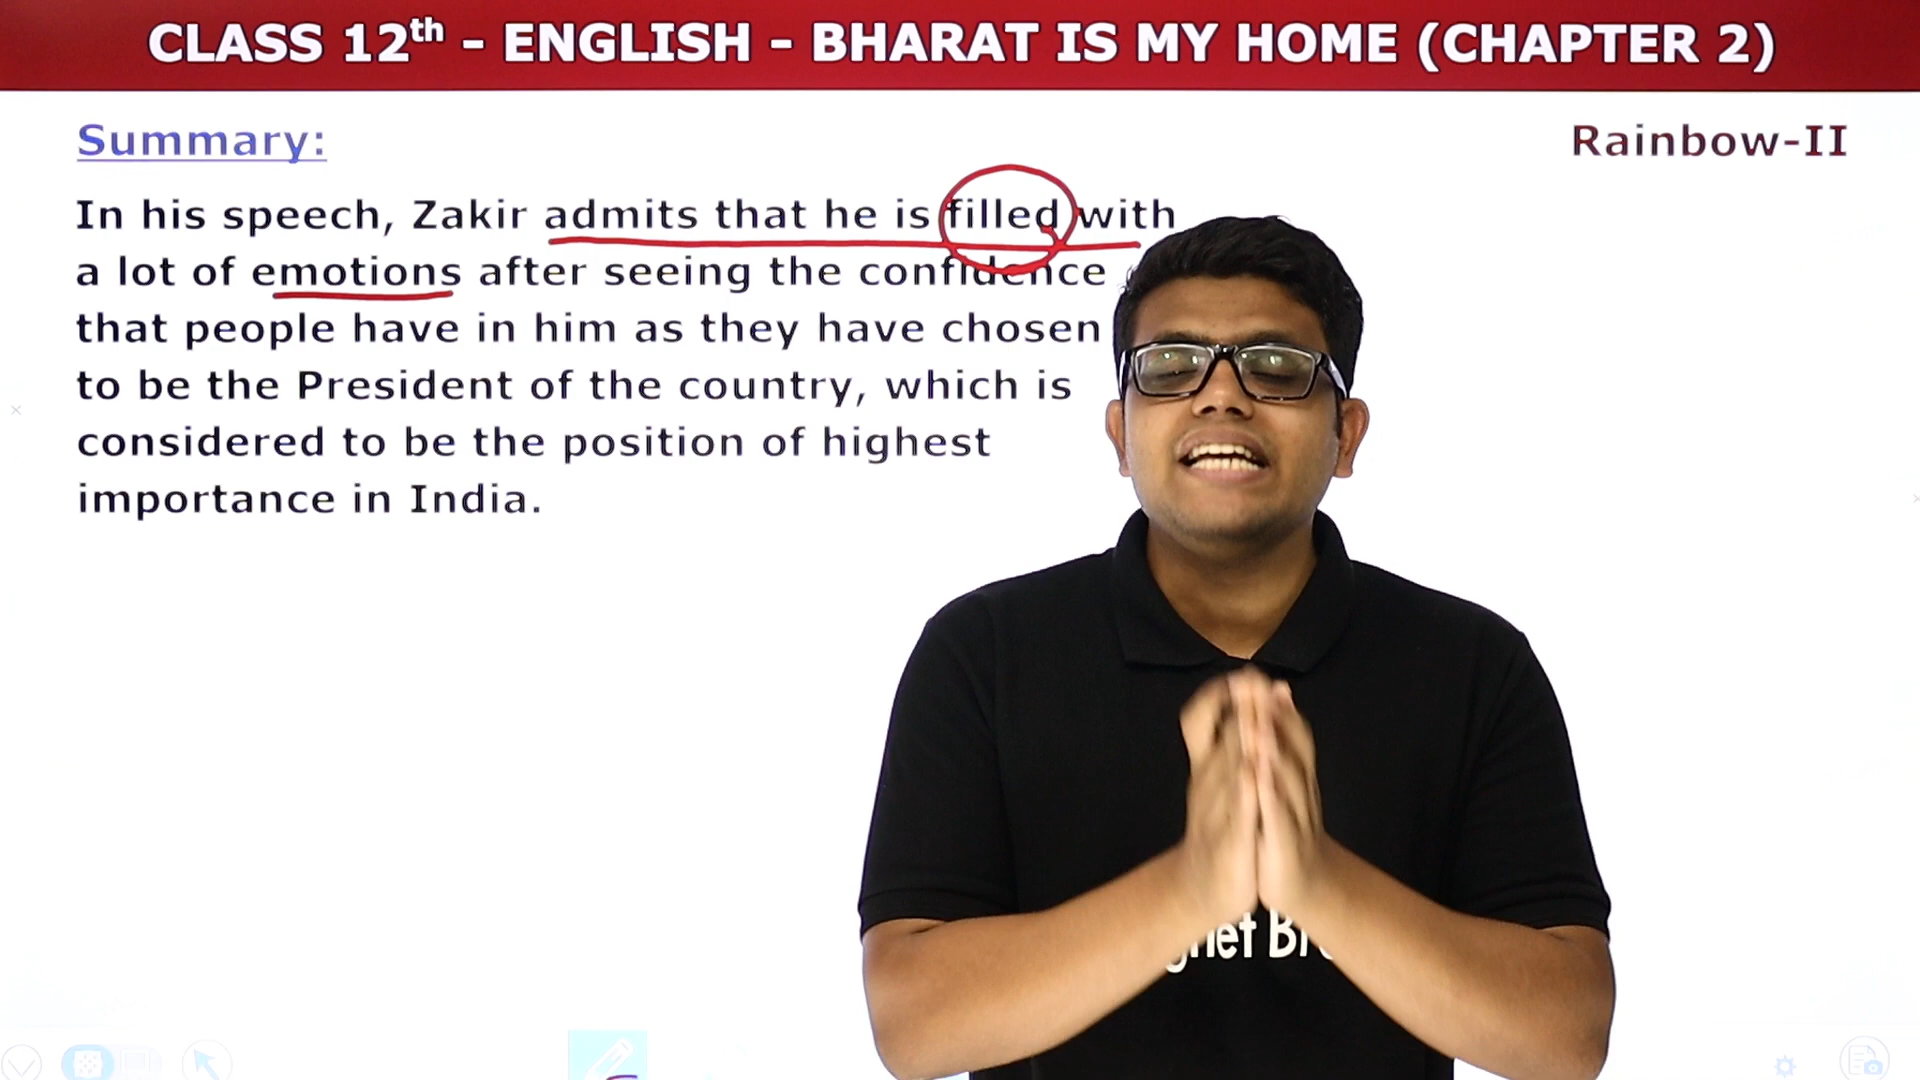 CLASS 12th - ENGLISH - BHARAT IS MY HOME (CHAPTER 2)
Summary:
Rainbow-II
In his speech, Zakir admits that he is filled with
a lot of emotions after seeing the confidence
that people have in him as they have chosen
to be the President of the country, which is
considered to be the position of highest
importance in India.